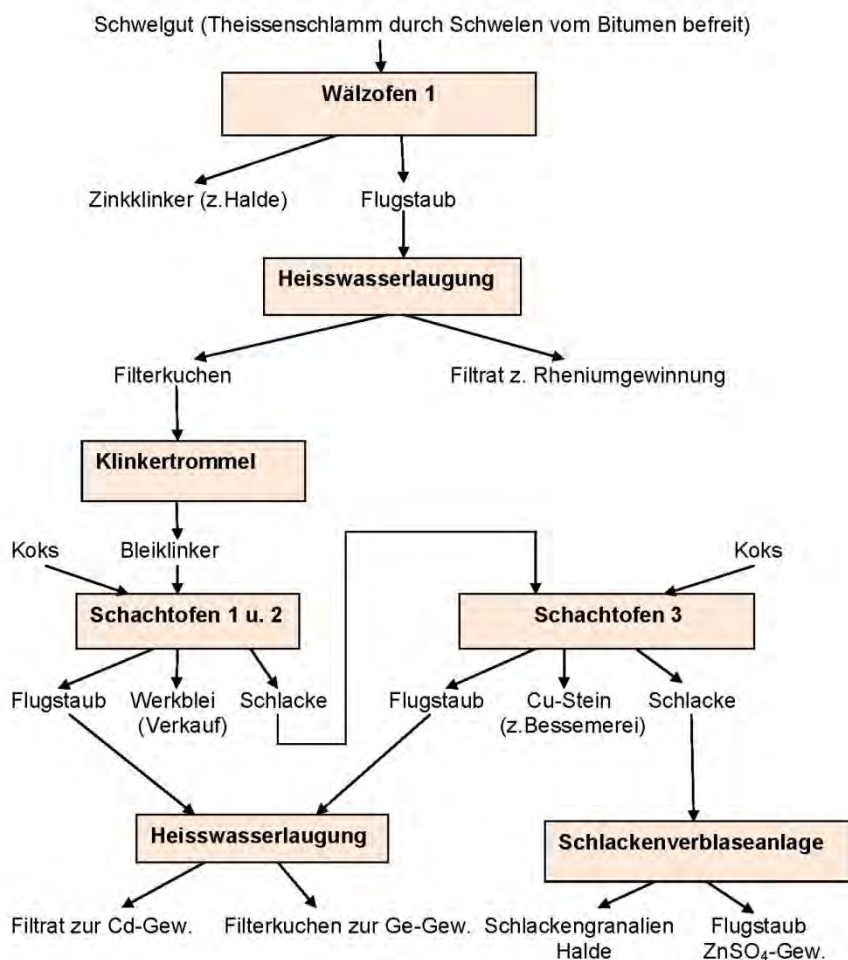 Schwelgut (Theissenschlamm durch Schwelen vom Bitumen befreit)
Wälzofen 1
Zinkklinker (z.Halde)
Flugstaub
Heisswasserlaugung
Filterkuchen
Filtrat z. Rheniumgewinnung
Klinkertrommel
Koks
Bleiklinker
Koks
Schachtofen 1 u. 2
Schachtofen 3
Flugstaub
Werkblei
(Verkauf)
Schlacke
Flugstaub
Cu-Stein
(z.Bessemerei)
Schlacke
Heisswasserlaugung
Schlackenverblaseanlage
Filtrat zur Cd-Gew.
Filterkuchen zur Ge-Gew.
Schlackengranalien
Halde
Flugstaub
ZnSO₄-Gew.